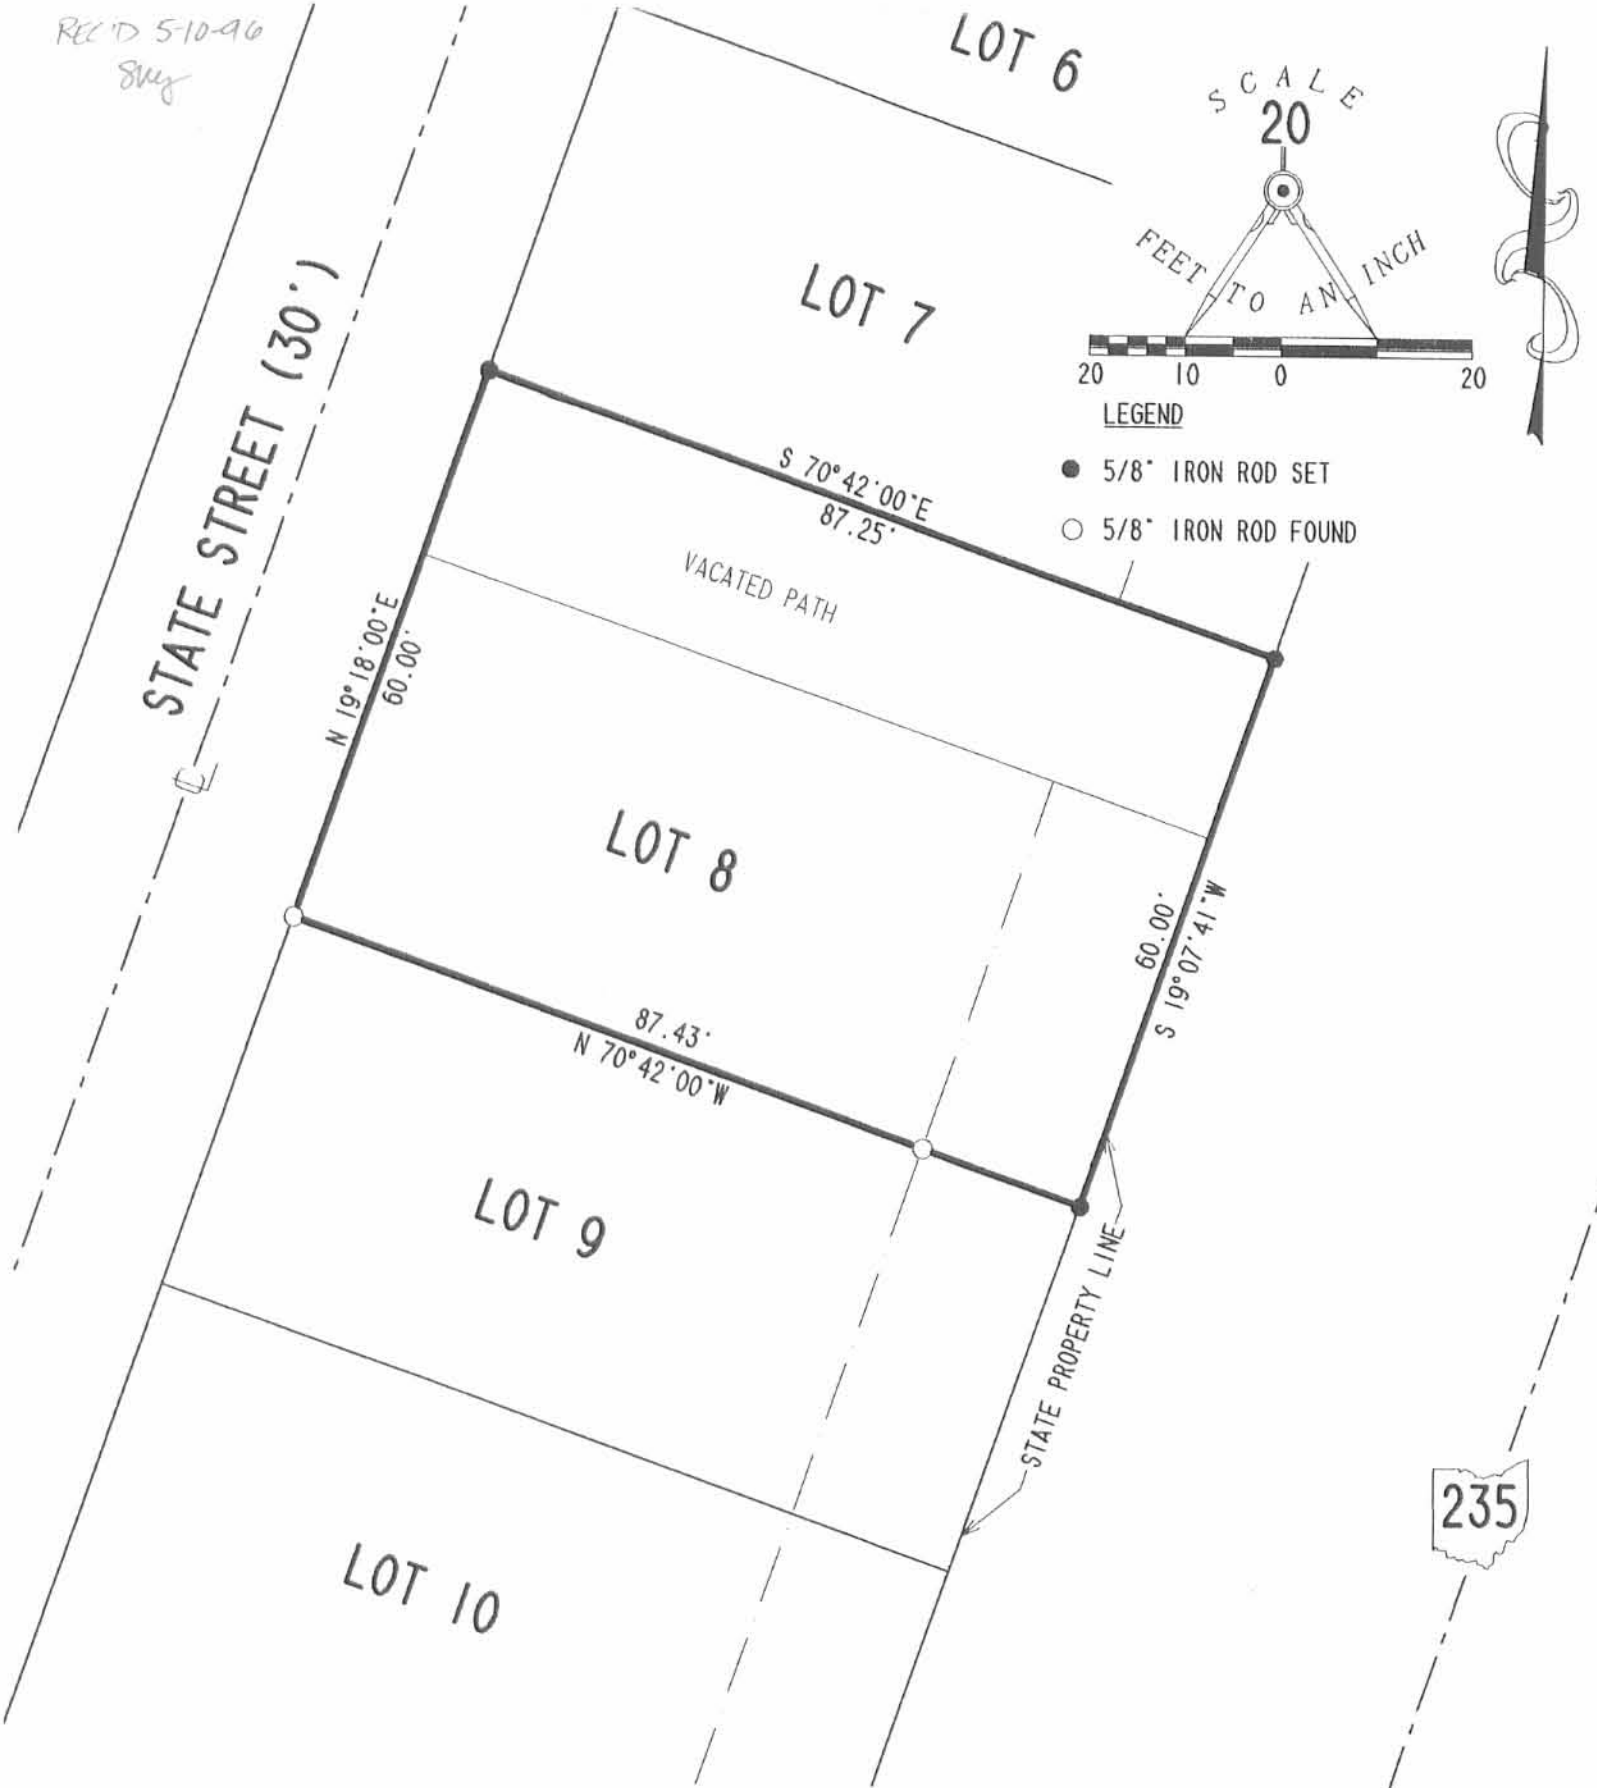 REC'D 5-10-96
LOT 6
SCALE
20
FEET TO AN INCH
20 10 0 20
LEGEND
5/8" IRON ROD SET
5/8" IRON ROD FOUND
LOT 7
STATE STREET (30')
S 70°42'00"E
87.25'
VACATED PATH
N 19°18'00"E
60.00'
LOT 8
60.00'
S 19°07'41"W
87.43'
N 70°42'00"W
LOT 9
STATE PROPERTY LINE
235
LOT 10